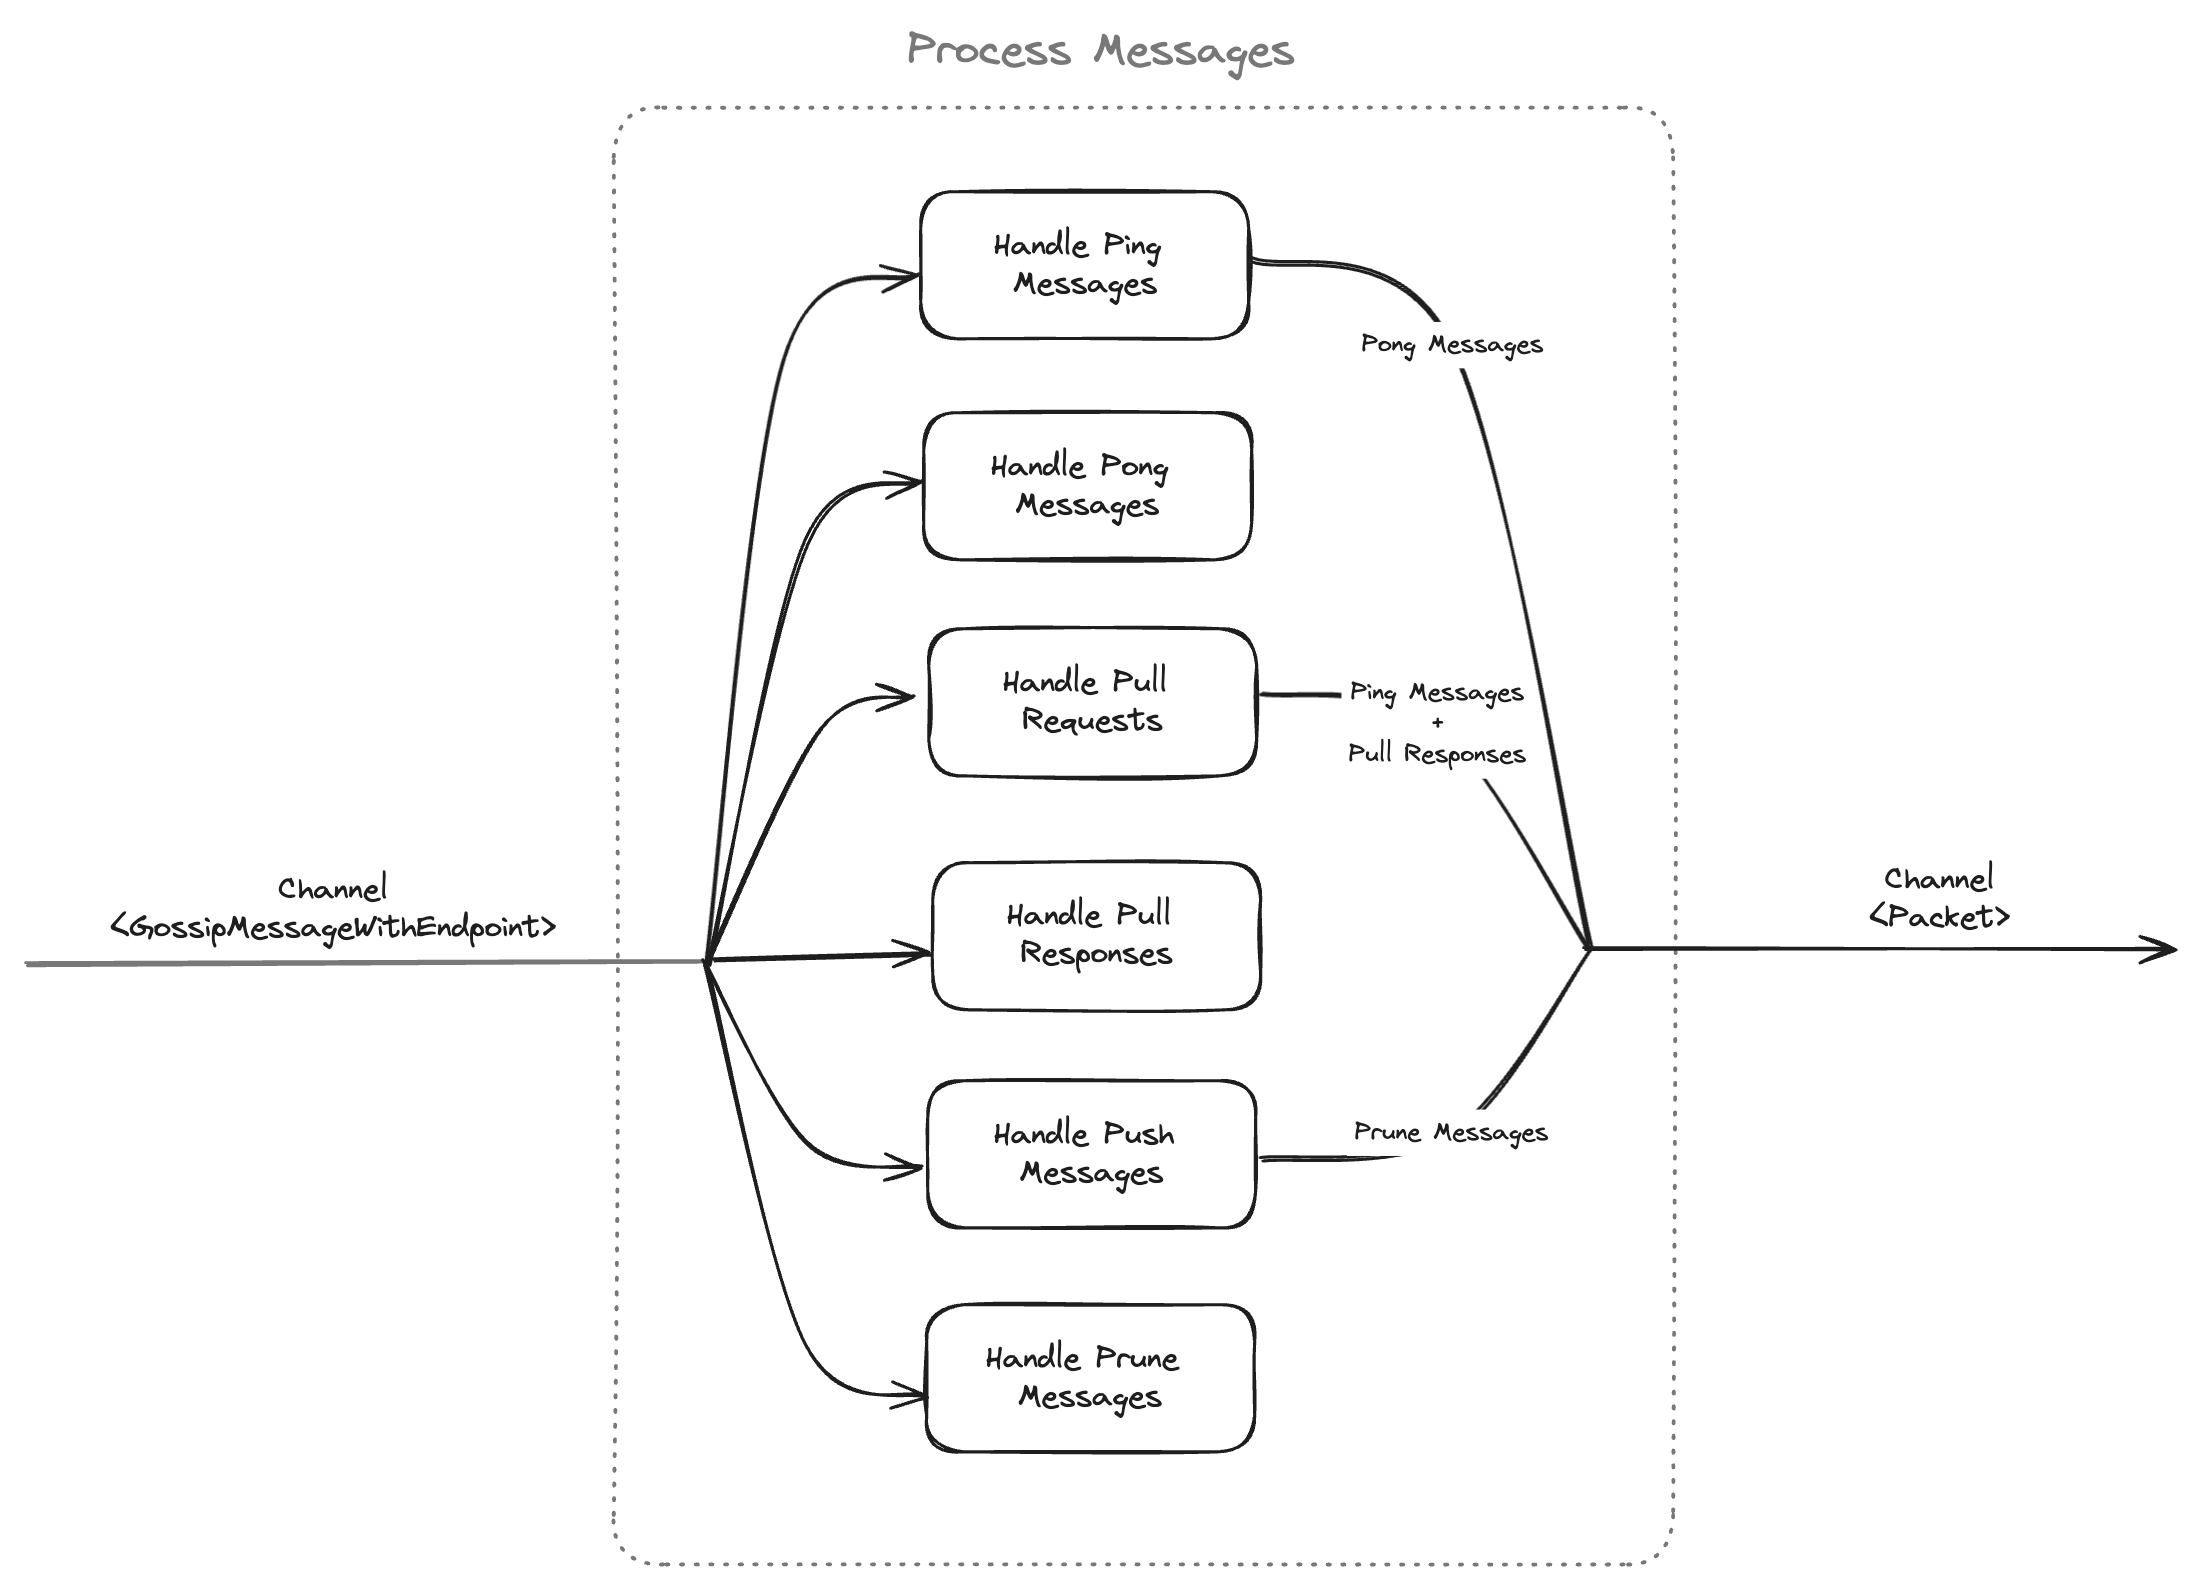 Process Messages
Handle Ping
Messages
Pong Messages
Handle Pong
Messages
Handle Pull
Requests
Ping Messages
+
Pull Responses
Channel
<GossipMessageWithEndpoint>
Handle Pull
Responses
Channel
<Packet>
Handle Push
Messages
Prune Messages
Handle Prune
Messages